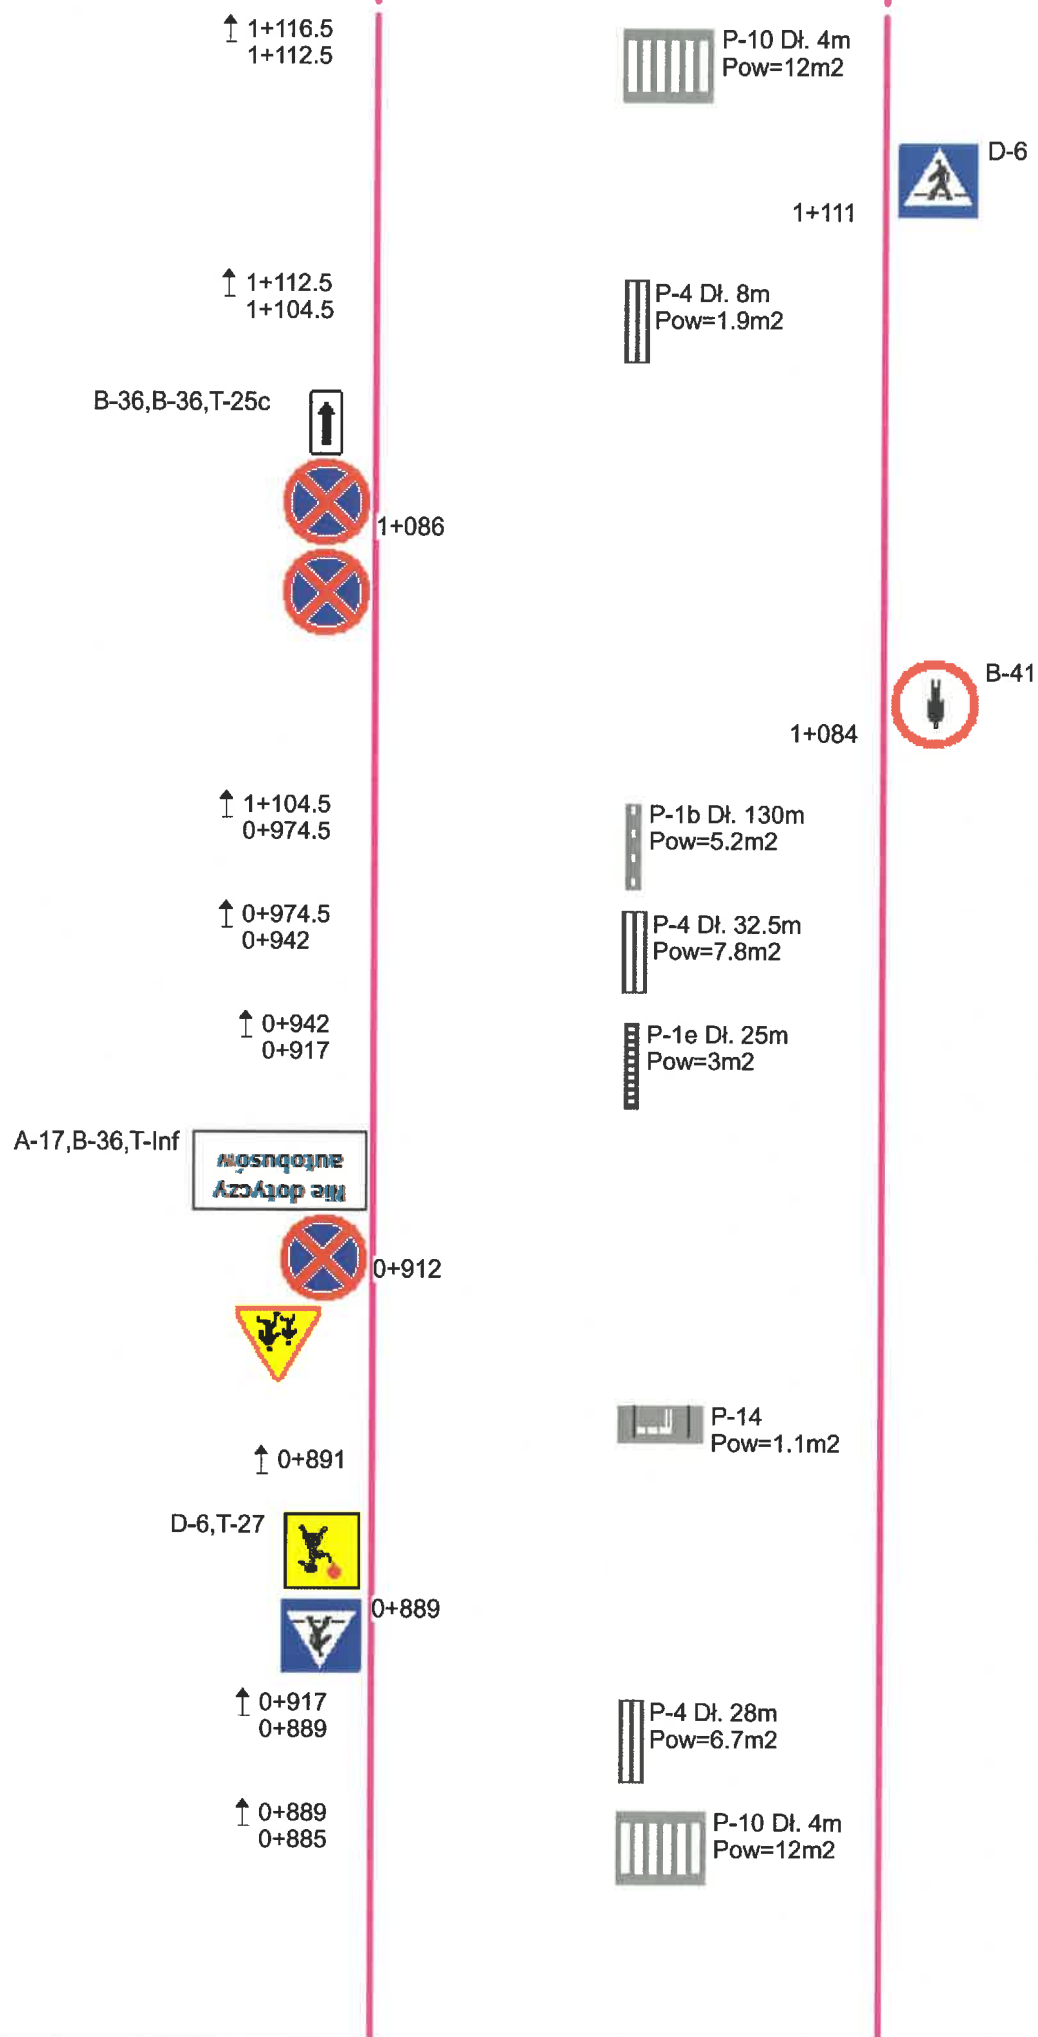 1+116.5
1+112.5
P-10 Dł. 4m
Pow=12m2
D-6
1+111
1+112.5
1+104.5
P-4 Dł. 8m
Pow=1.9m2
B-36,B-36,T-25c
1+086
B-41
1+084
1+104.5
0+974.5
P-1b Dł. 130m
Pow=5.2m2
0+974.5
0+942
P-4 Dł. 32.5m
Pow=7.8m2
0+942
0+917
P-1e Dł. 25m
Pow=3m2
A-17,B-36,T-Inf
Nie dotyczy
autobusów
0+912
P-14
Pow=1.1m2
0+891
D-6,T-27
0+889
0+917
0+889
P-4 Dł. 28m
Pow=6.7m2
0+889
0+885
P-10 Dł. 4m
Pow=12m2